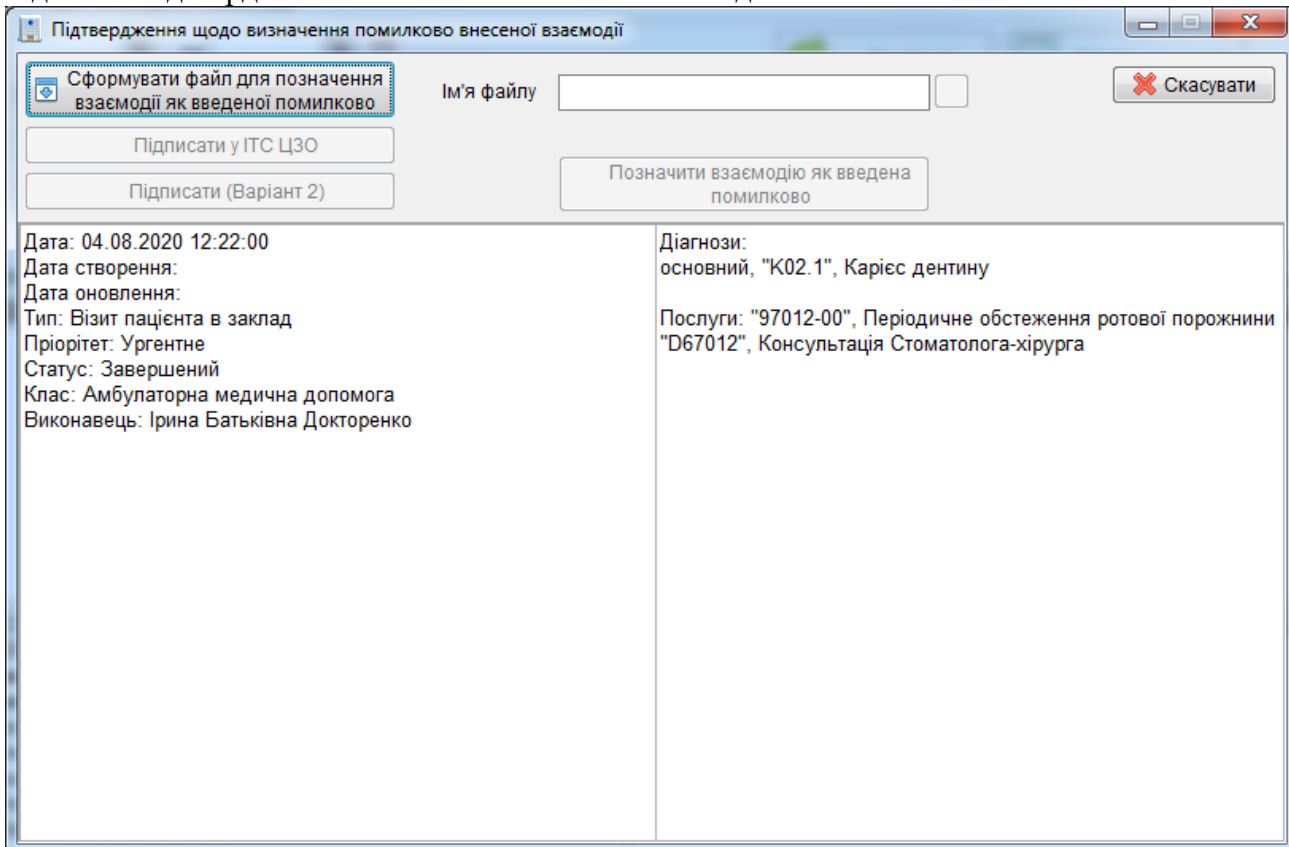 Підтвердження щодо визначення помилково внесеної взаємодії
Сформувати файл для позначення
взаємодії як введеної помилково
Ім'я файлу
Скасувати
Підписати у ІТС ЦЗО
Підписати (Варіант 2)
Позначити взаємодію як введена
помилково
Дата: 04.08.2020 12:22:00
Дата створення:
Дата оновлення:
Тип: Візит пацієнта в заклад
Пріорітет: Ургентне
Статус: Завершений
Клас: Амбулаторна медична допомога
Виконавець: Ірина Батьківна Докторенко
Діагнози:
основний, "K02.1", Карієс дентину
Послуги: "97012-00", Періодичне обстеження ротової порожнини
"D67012", Консультація Стоматолога-хірурга